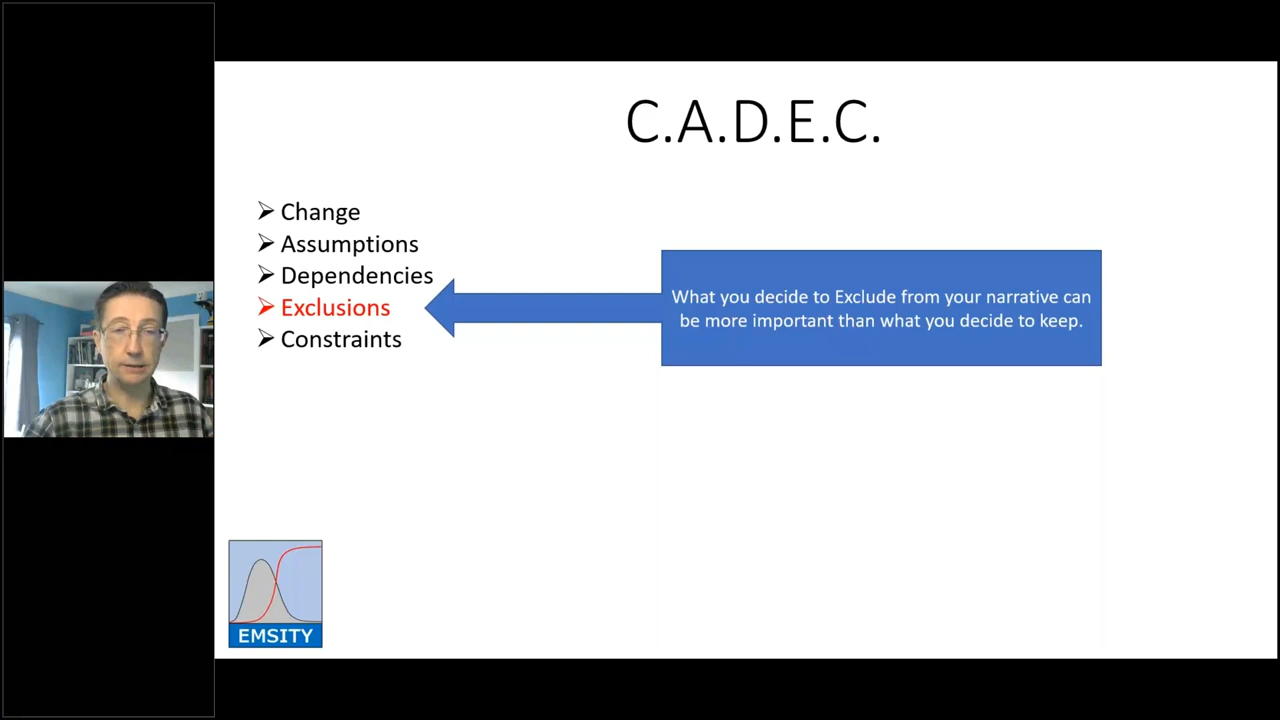 C.A.D.E.C.
Change
Assumptions
Dependencies
Exclusions
Constraints
What you decide to Exclude from your narrative can
be more important than what you decide to keep.
EMSITY